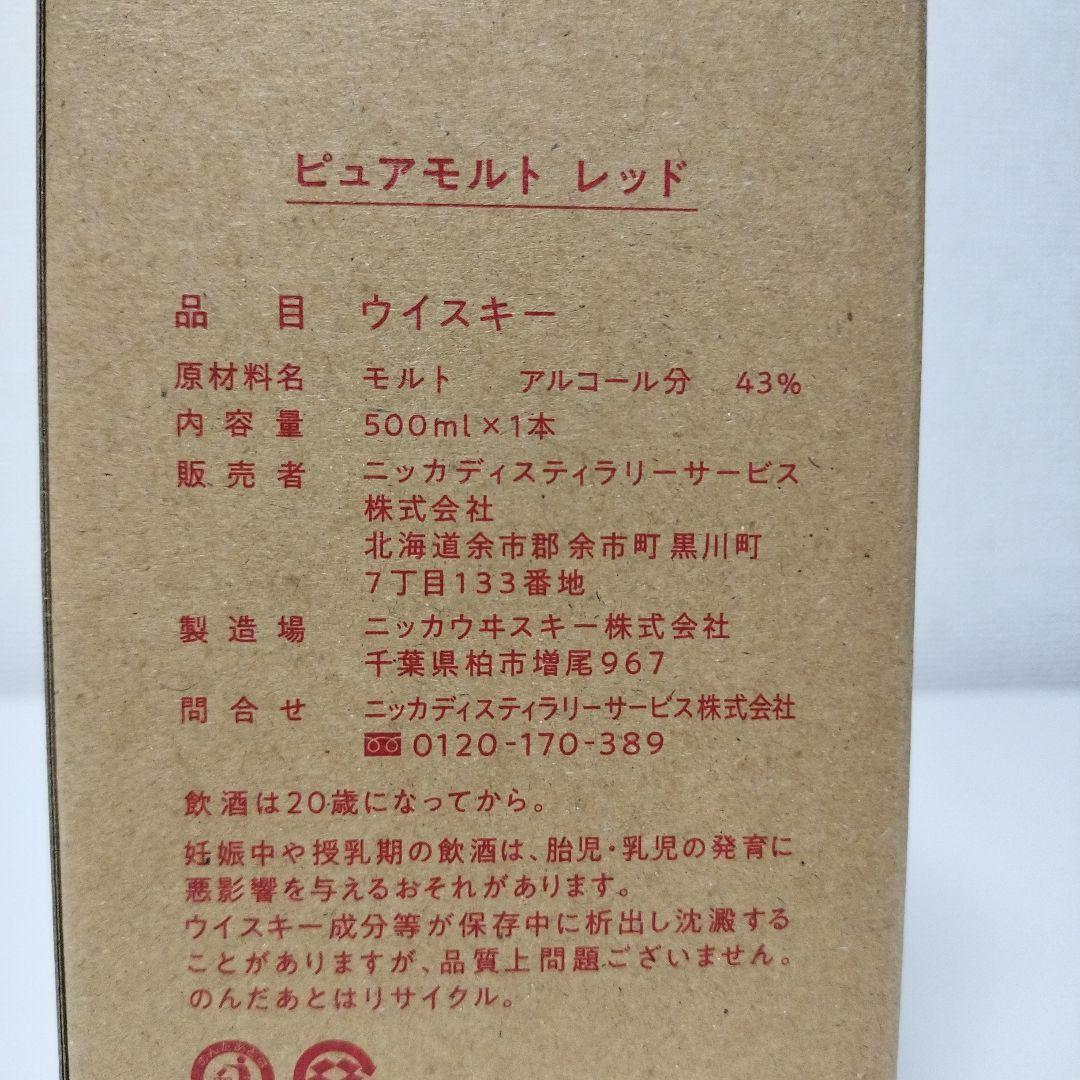 ピュアモルト レッド
品目 ウイスキー
原材料名 モルト アルコール分 43%
内容量 500ml×1本
販売者 ニッカディスティラリーサービス
株式会社
北海道余市郡余市町黒川町
7丁目133番地
製造場 ニッカウヰスキー株式会社
千葉県柏市増尾967
問合せ ニッカディスティラリーサービス株式会社
0120-170-389
飲酒は20歳になってから。
妊娠中や授乳期の飲酒は、胎児・乳児の発育に
悪影響を与えるおそれがあります。
ウイスキー成分等が保存中に析出し沈澱する
ことがありますが、品質上問題ございません。
のんだあとはリサイクル。